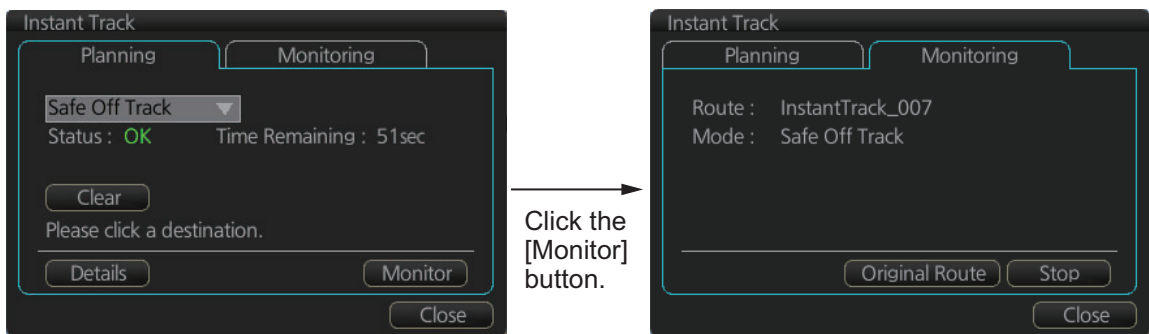 Instant Track
Planning Monitoring
Safe Off Track
Status : OK Time Remaining : 51sec
Clear
Please click a destination.
Details Monitor
Close
Click the
[Monitor]
button.
Instant Track
Planning Monitoring
Route : InstantTrack_007
Mode : Safe Off Track
Original Route Stop
Close